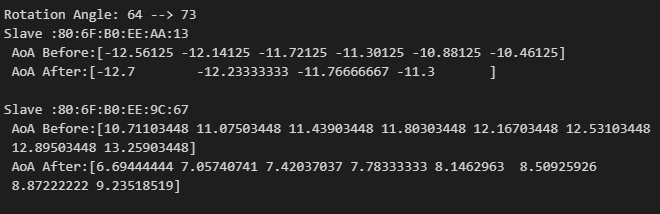 Rotation Angle: 64 --> 73
Slave :80:6F:B0:EE:AA:13
AoA Before:[-12.56125 -12.14125 -11.72125 -11.30125 -10.88125 -10.46125]
AoA After:[-12.7        -12.23333333 -11.76666667 -11.3       ]
Slave :80:6F:B0:EE:9C:67
AoA Before:[10.71103448 11.07503448 11.43903448 11.80303448 12.16703448 12.53103448
12.89503448 13.25903448]
AoA After:[6.69444444 7.05740741 7.42037037 7.78333333 8.1462963  8.50925926
8.87222222 9.23518519]